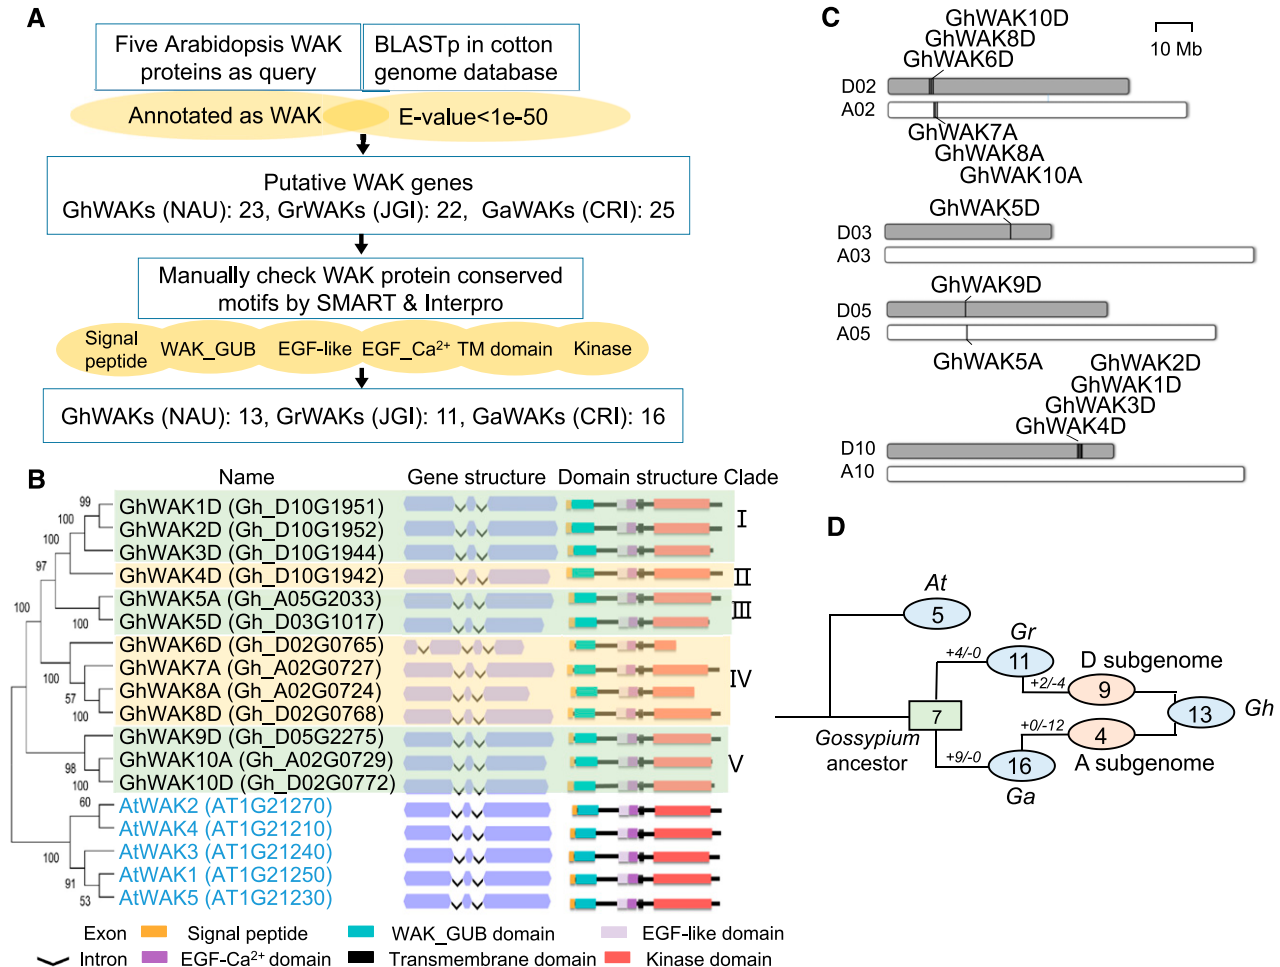 A
Five Arabidopsis WAK
proteins as query
BLASTp in cotton
genome database
Annotated as WAK
E-value<1e-50
Putative WAK genes
GhWAKs (NAU): 23, GrWAKs (JGI): 22, GaWAKs (CRI): 25
Manually check WAK protein conserved
motifs by SMART & Interpro
Signal
peptide
WAK_GUB
EGF-like
EGF_Ca²⁺
TM domain
Kinase
GhWAKs (NAU): 13, GrWAKs (JGI): 11, GaWAKs (CRI): 16
B
Name
Gene structure
Domain structure
Clade
GhWAK1D (Gh_D10G1951)
GhWAK2D (Gh_D10G1952)
GhWAK3D (Gh_D10G1944)
GhWAK4D (Gh_D10G1942)
GhWAK5A (Gh_A05G2033)
GhWAK5D (Gh_D03G1017)
GhWAK6D (Gh_D02G0765)
GhWAK7A (Gh_A02G0727)
GhWAK8A (Gh_A02G0724)
GhWAK8D (Gh_D02G0768)
GhWAK9D (Gh_D05G2275)
GhWAK10A (Gh_A02G0729)
GhWAK10D (Gh_D02G0772)
AtWAK2 (AT1G21270)
AtWAK4 (AT1G21210)
AtWAK3 (AT1G21240)
AtWAK1 (AT1G21250)
AtWAK5 (AT1G21230)
I
II
III
IV
V
99
100
97
100
100
100
57
100
98
100
60
100
91
53
Exon
Signal peptide
WAK_GUB domain
EGF-like domain
Intron
EGF-Ca²⁺ domain
Transmembrane domain
Kinase domain
C
10 Mb
GhWAK10D
GhWAK8D
GhWAK6D
D02
A02
GhWAK7A
GhWAK8A
GhWAK10A
GhWAK5D
D03
A03
GhWAK9D
D05
A05
GhWAK5A
GhWAK2D
GhWAK1D
GhWAK3D
GhWAK4D
D10
A10
D
At
5
Gr
+4/-0
11
D subgenome
+2/-4
9
7
13
Gh
Gossypium
ancestor
+0/-12
4
+9/-0
16
A subgenome
Ga